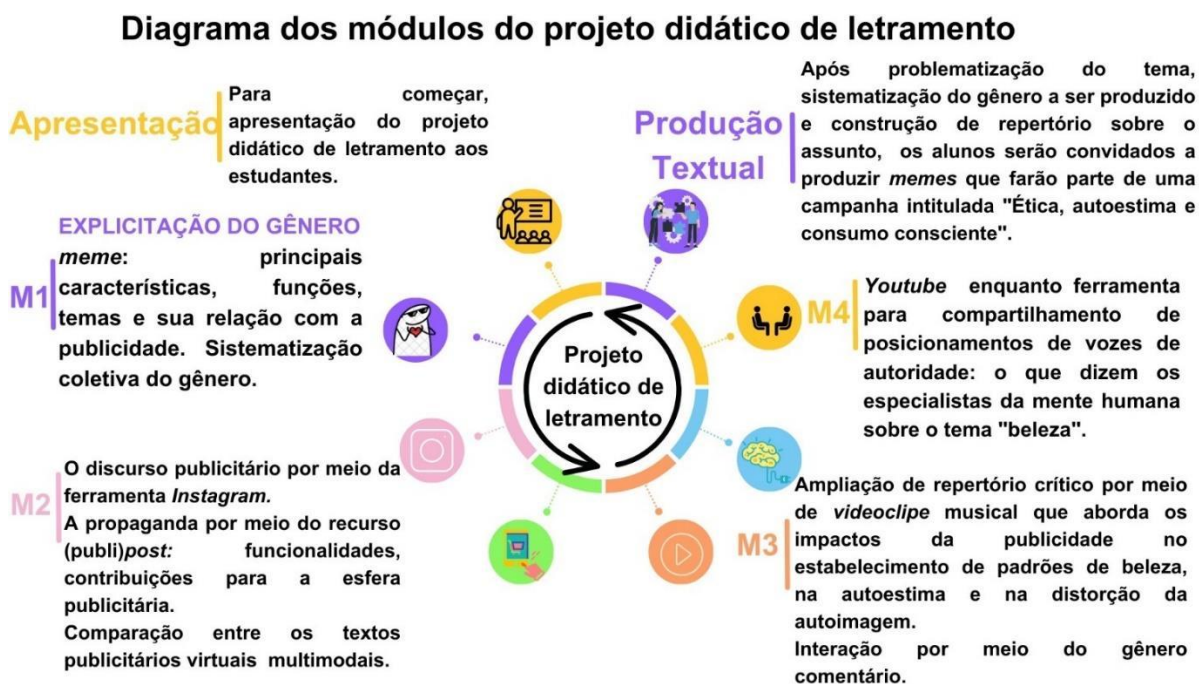 Diagrama dos módulos do projeto didático de letramento
Apresentação
Para começar,
apresentação do projeto
didático de letramento aos
estudantes.
EXPLICITAÇÃO DO GÊNERO
M1
meme: principais
características, funções,
temas e sua relação com a
publicidade. Sistematização
coletiva do gênero.
M2
O discurso publicitário por meio da
ferramenta Instagram.
A propaganda por meio do recurso
(publi)post: funcionalidades,
contribuições para a esfera
publicitária.
Comparação entre os textos
publicitários virtuais multimodais.
Projeto
didático de
letramento
Produção
Textual
Após problematização do tema,
sistematização do gênero a ser produzido
e construção de repertório sobre o
assunto, os alunos serão convidados a
produzir memes que farão parte de uma
campanha intitulada "Ética, autoestima e
consumo consciente".
M4
Youtube enquanto ferramenta
para compartilhamento de
posicionamentos de vozes de
autoridade: o que dizem os
especialistas da mente humana
sobre o tema "beleza".
M3
Ampliação de repertório crítico por meio
de videoclipe musical que aborda os
impactos da publicidade no
estabelecimento de padrões de beleza,
na autoestima e na distorção da
autoimagem.
Interação por meio do gênero
comentário.